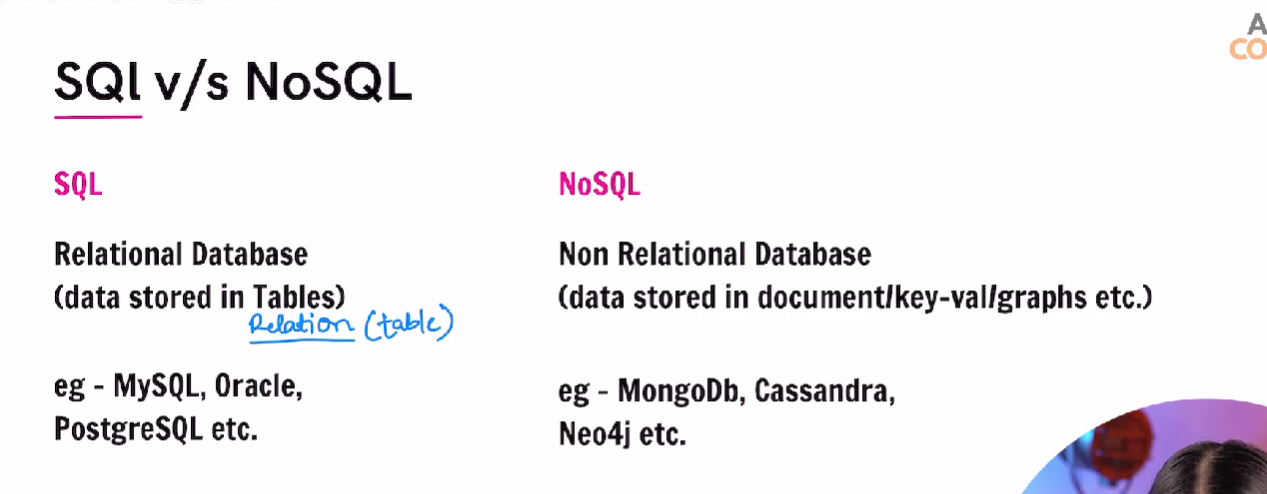 A
CO
SQl v/s NoSQL
SQL
Relational Database
(data stored in Tables)
Relation (table)
eg - MySQL, Oracle,
PostgreSQL etc.
NoSQL
Non Relational Database
(data stored in document/key-val/graphs etc.)
eg - MongoDb, Cassandra,
Neo4j etc.